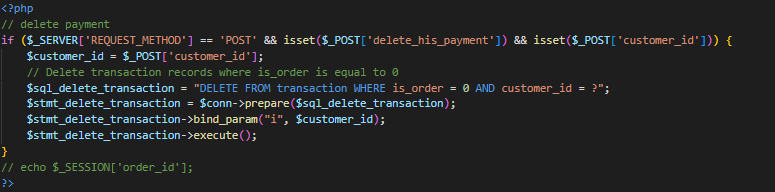 <?php
// delete payment
if ($_SERVER['REQUEST_METHOD'] == 'POST' && isset($_POST['delete_his_payment']) && isset($_POST['customer_id'])) {
    $customer_id = $_POST['customer_id'];
    // Delete transaction records where is_order is equal to 0
    $sql_delete_transaction = "DELETE FROM transaction WHERE is_order = 0 AND customer_id = ?";
    $stmt_delete_transaction = $conn->prepare($sql_delete_transaction);
    $stmt_delete_transaction->bind_param("i", $customer_id);
    $stmt_delete_transaction->execute();
}
// echo $_SESSION['order_id'];
?>